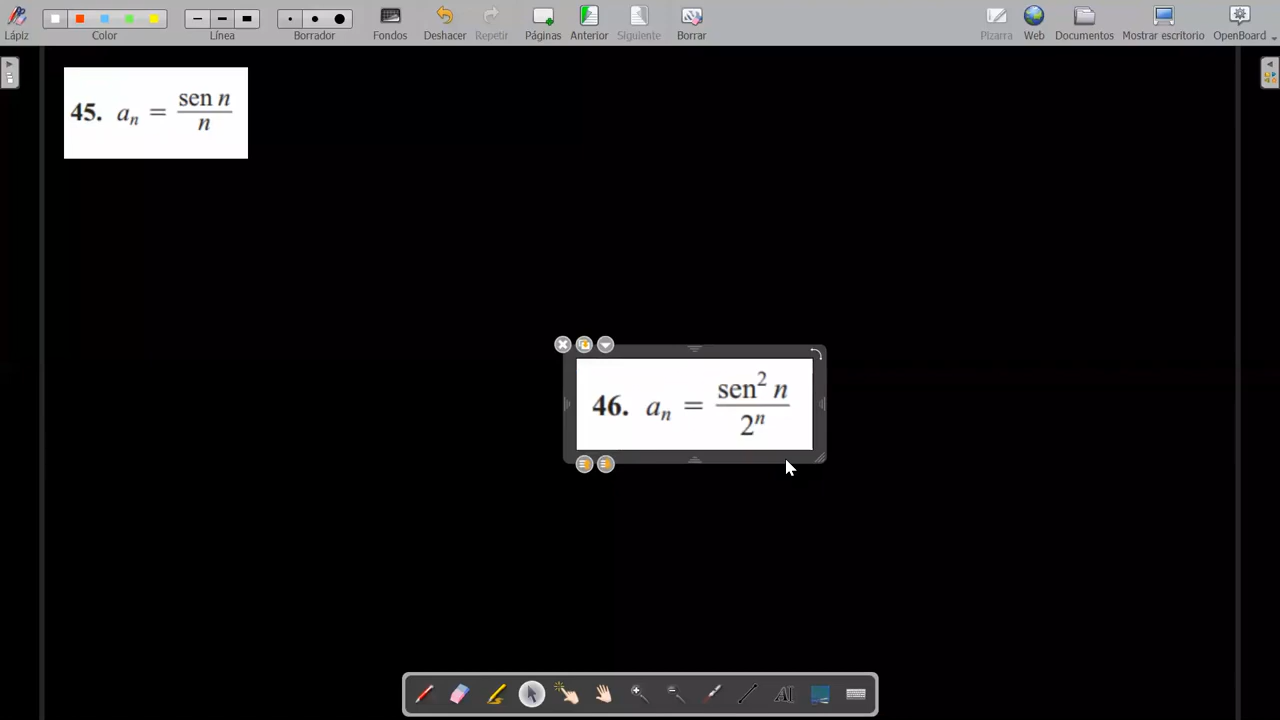 Lápiz
Color
Línea
Borrador
Fondos
Deshacer
Repetir
Páginas
Anterior
Siguiente
Borrar
Pizarra
Web
Documentos
Mostrar escritorio
OpenBoard
45. aₙ = sen n / n
46. aₙ = sen² n / 2ⁿ
AI